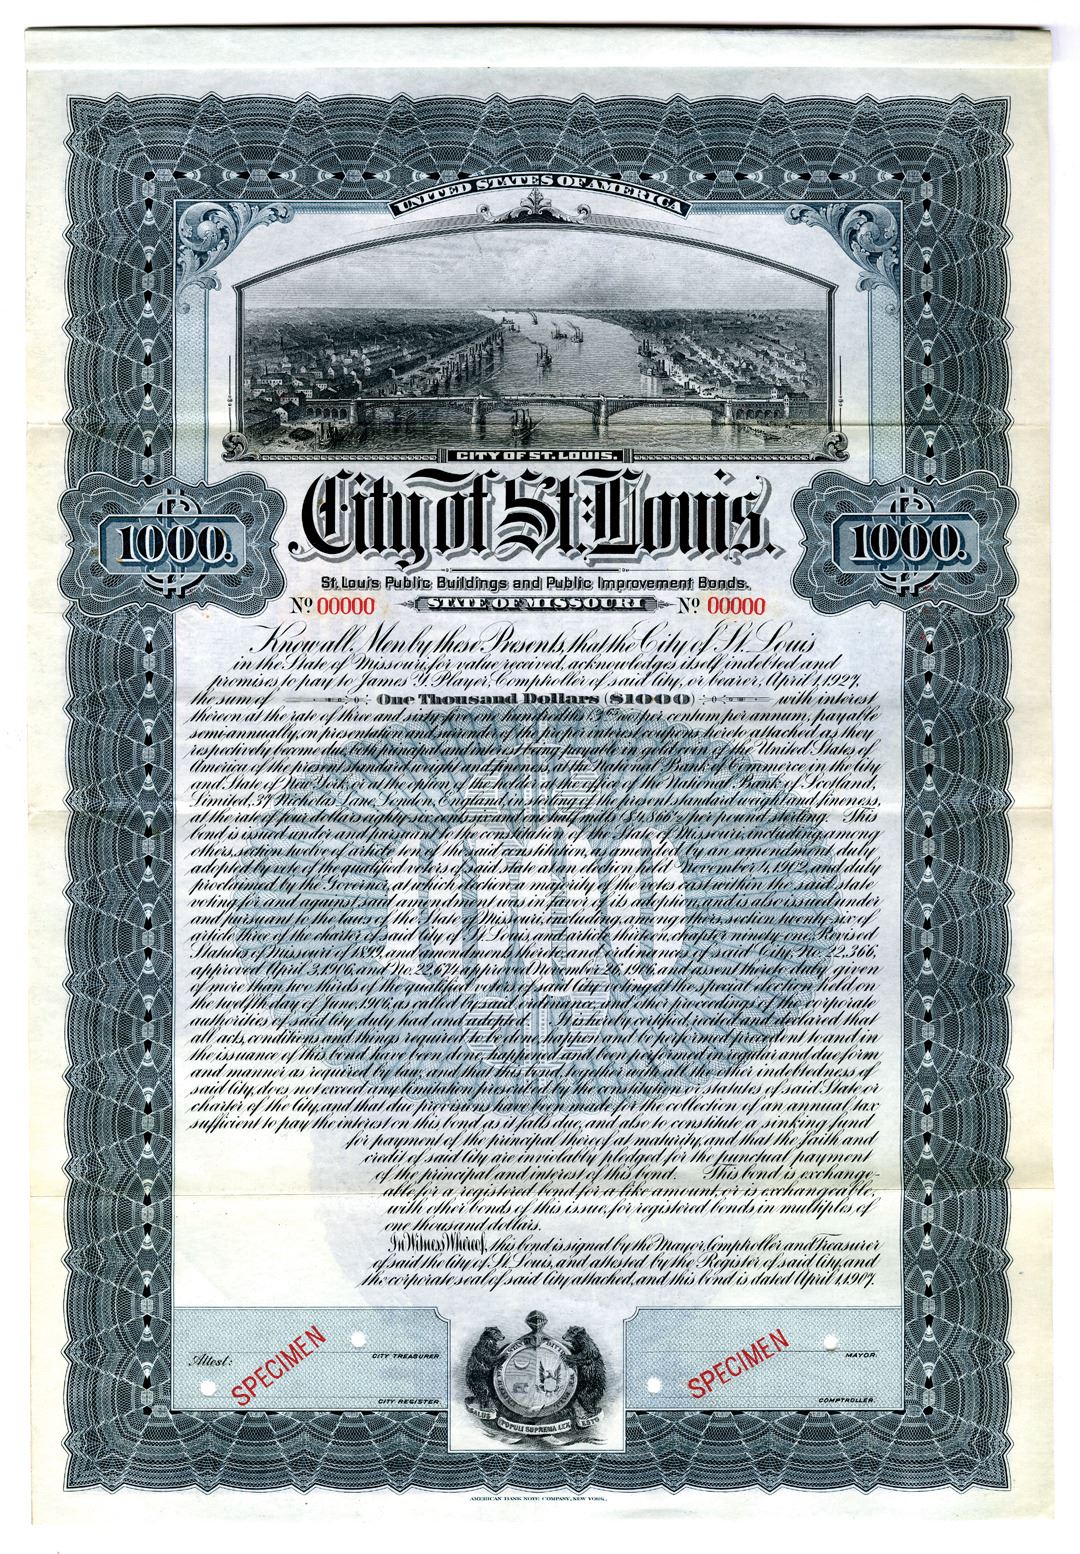 UNITED STATES OF AMERICA
CITY OF ST. LOUIS.
City of St. Louis.
1000.
1000.
St. Louis Public Buildings and Public Improvement Bonds.
No 00000
STATE OF MISSOURI
No 00000
Know all Men by these Presents, that the City of St. Louis
in the State of Missouri, for value received, acknowledges itself indebted and
promises to pay to James Y. Player, Comptroller of said City, or bearer, April 1, 1927,
the sum of One Thousand Dollars ($1000) with interest
thereon at the rate of three and sixty-five one hundredths per centum per annum, payable
semi-annually, on presentation and surrender of the proper interest coupons hereto attached as they
respectively become due, both principal and interest being payable in gold coin of the United States of
America of the present standard weight and fineness, at the National Bank of Commerce in the city
and State of New York, or at the option of the holder at the office of the National Bank of Scotland,
Limited, 37 Nicholas Lane, London, England, in sterling of the present standard weight and fineness,
at the rate of four dollars eighty-six cents six and one half mills ($4.866½) per pound sterling. This
bond is issued under and pursuant to the constitution of the State of Missouri, including, among
others, section twelve of article ten of the said constitution, as amended by an amendment duly
adopted by vote of the qualified voters of said state at an election held November 4, 1902, and duly
proclaimed by the Governor, at which election a majority of the votes cast within the said state
voting for and against said amendment was in favor of its adoption, and is also issued under
and pursuant to the laws of the State of Missouri, including, among others, section twenty-six of
article three of the charter of said City of St. Louis, and article thirteen, chapter ninety-one, Revised
Statutes of Missouri of 1899, and amendments thereto, and ordinances of said City No. 22,366,
approved April 3, 1906, and No. 22,674, approved November 26, 1906, and assent thereto duly given
of more than two thirds of the qualified voters of said City voting at the special election held on
the twelfth day of June 1906, as called by said ordinance, and other proceedings of the corporate
authorities of said City duly had and adopted. It is hereby certified, recited and declared that
all acts, conditions and things required to be done, happen and to be performed precedent to and in
the issuance of this bond have been done, happened and been performed in regular and due form
and manner as required by law, and that this bond, together with all the other indebtedness of
said City, does not exceed any limitation prescribed by the constitution or statutes of said State or
charter of the City, and that due provisions have been made for the collection of an annual tax
sufficient to pay the interest on this bond as it falls due, and also to constitute a sinking fund
for payment of the principal thereof at maturity, and that the faith and
credit of said City are inviolably pledged for the punctual payment
of the principal and interest of this bond. This bond is exchange-
able for a registered bond for a like amount, or is exchangeable,
with other bonds of this issue, for registered bonds in multiples of
one thousand dollars.
In Witness Whereof, this bond is signed by the Mayor, Comptroller and Treasurer
of said the City of St. Louis, and attested by the Register of said City, and
the corporate seal of said City attached, and this bond is dated April 1, 1907.
Attest:
SPECIMEN
CITY TREASURER
CITY REGISTER
SPECIMEN
MAYOR.
COMPTROLLER
SALUS POPULI SUPREMA LEX ESTO
AMERICAN BANK NOTE COMPANY, NEW YORK.